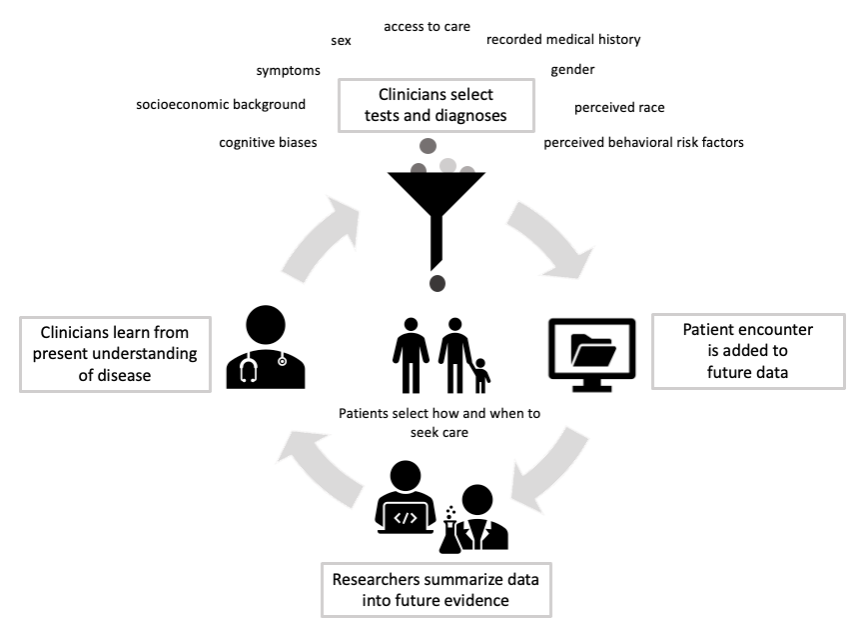 access to care
sex
recorded medical history
symptoms
gender
Clinicians select
tests and diagnoses
socioeconomic background
perceived race
cognitive biases
perceived behavioral risk factors
Clinicians learn from
present understanding
of disease
Patient encounter
is added to
future data
Patients select how and when to
seek care
</>
Researchers summarize data
into future evidence